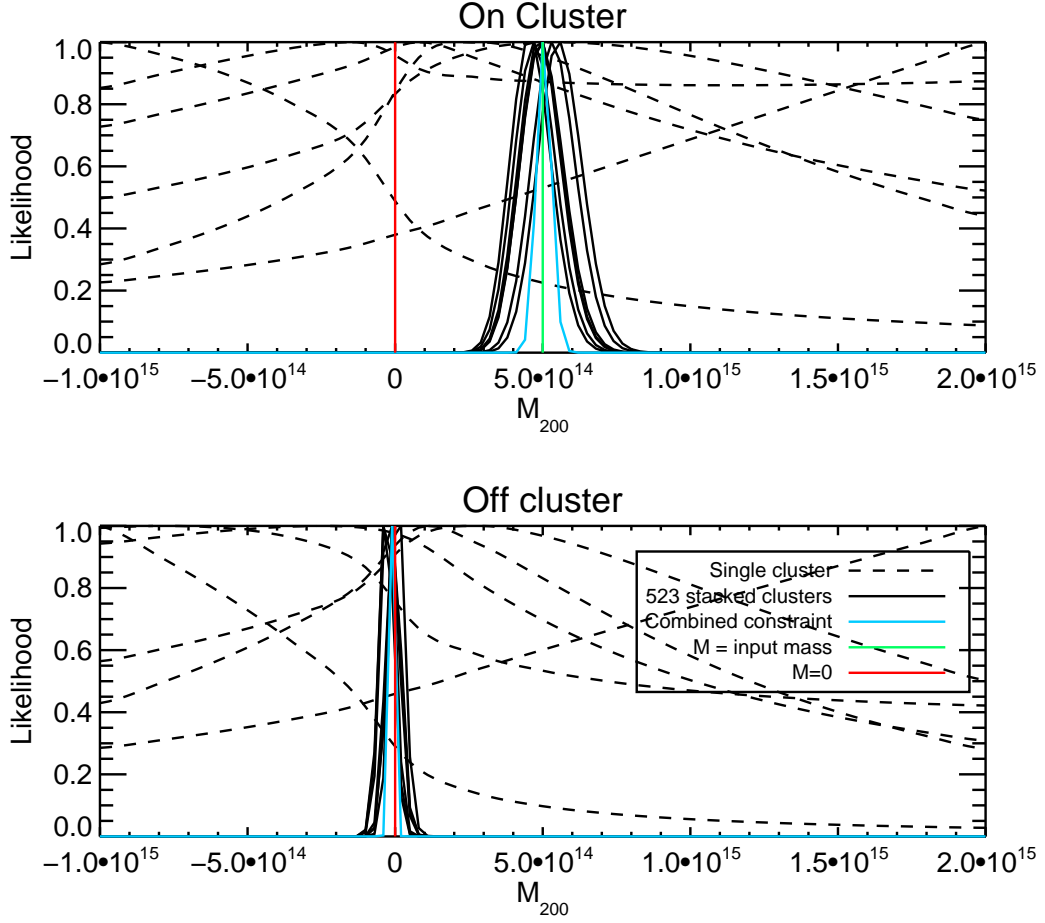 On Cluster
1.0
0.8
0.6
0.4
0.2
0.0
Likelihood
−1.0•10^15 −5.0•10^14 0 5.0•10^14 1.0•10^15 1.5•10^15 2.0•10^15
M_200
Off cluster
1.0
0.8
0.6
0.4
0.2
0.0
Likelihood
Single cluster
523 stacked clusters
Combined constraint
M = input mass
M=0
−1.0•10^15 −5.0•10^14 0 5.0•10^14 1.0•10^15 1.5•10^15 2.0•10^15
M_200